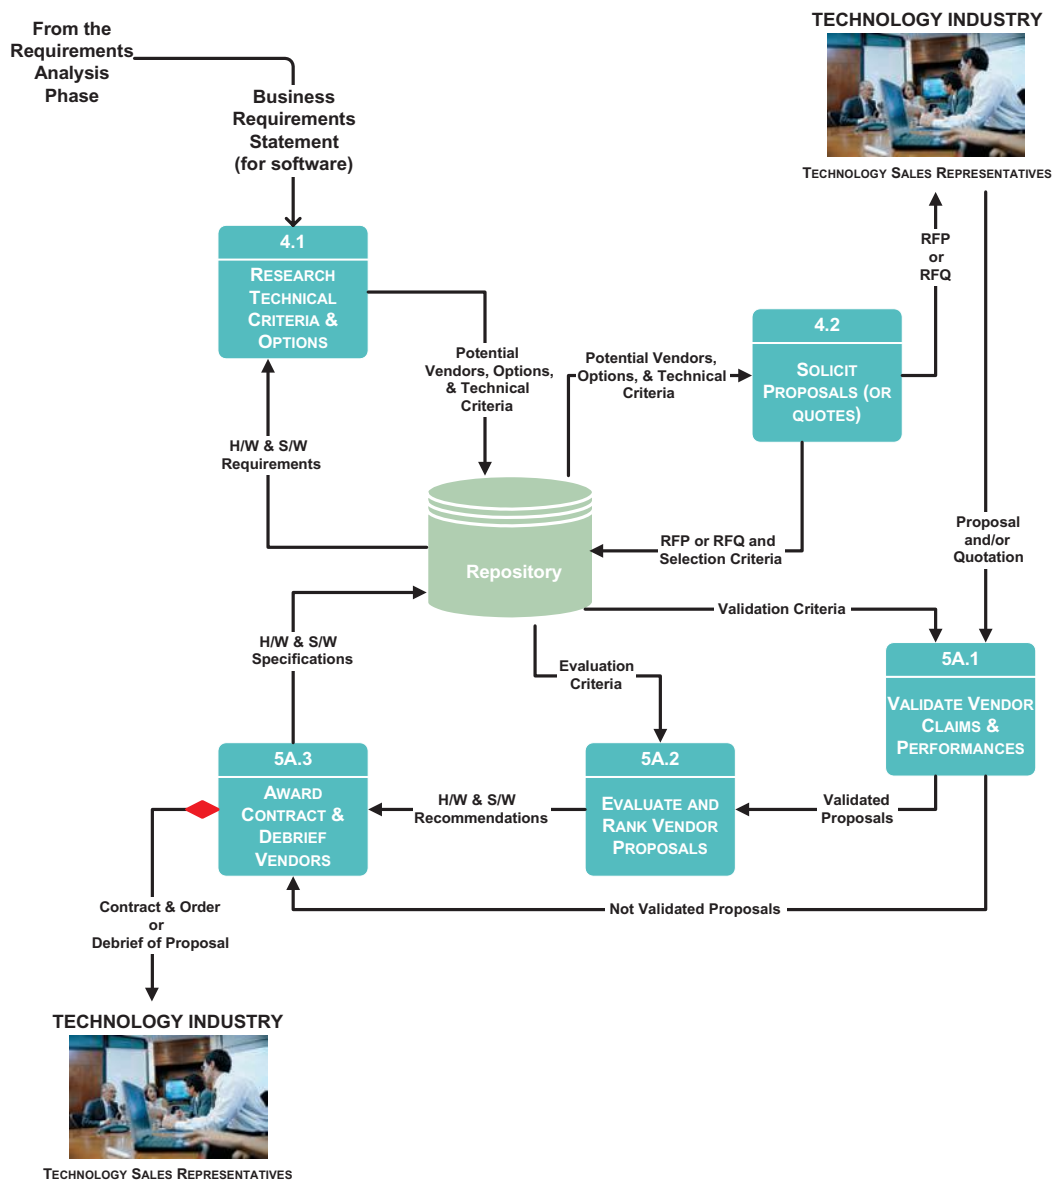 From the
Requirements
Analysis
Phase
Business
Requirements
Statement
(for software)
TECHNOLOGY INDUSTRY
TECHNOLOGY SALES REPRESENTATIVES
4.1
RESEARCH
TECHNICAL
CRITERIA &
OPTIONS
RFP
or
RFQ
4.2
SOLICIT
PROPOSALS (OR
QUOTES)
Potential
Vendors, Options,
& Technical
Criteria
Potential Vendors,
Options, & Technical
Criteria
H/W & S/W
Requirements
Repository
RFP or RFQ and
Selection Criteria
Proposal
and/or
Quotation
Validation Criteria
H/W & S/W
Specifications
Evaluation
Criteria
5A.1
VALIDATE VENDOR
CLAIMS &
PERFORMANCES
5A.3
AWARD
CONTRACT &
DEBRIEF
VENDORS
H/W & S/W
Recommendations
5A.2
EVALUATE AND
RANK VENDOR
PROPOSALS
Validated
Proposals
Not Validated Proposals
Contract & Order
or
Debrief of Proposal
TECHNOLOGY INDUSTRY
TECHNOLOGY SALES REPRESENTATIVES